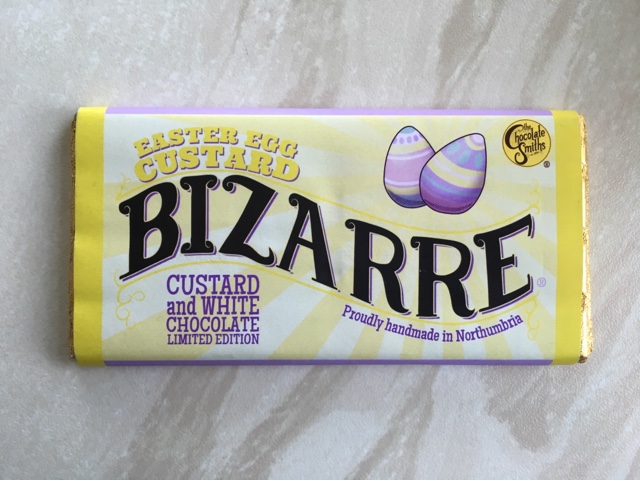 EASTER EGG
CUSTARD
the
Chocolate
Smiths
®
BIZARRE
CUSTARD
and WHITE
CHOCOLATE
LIMITED EDITION
Proudly handmade in Northumbria